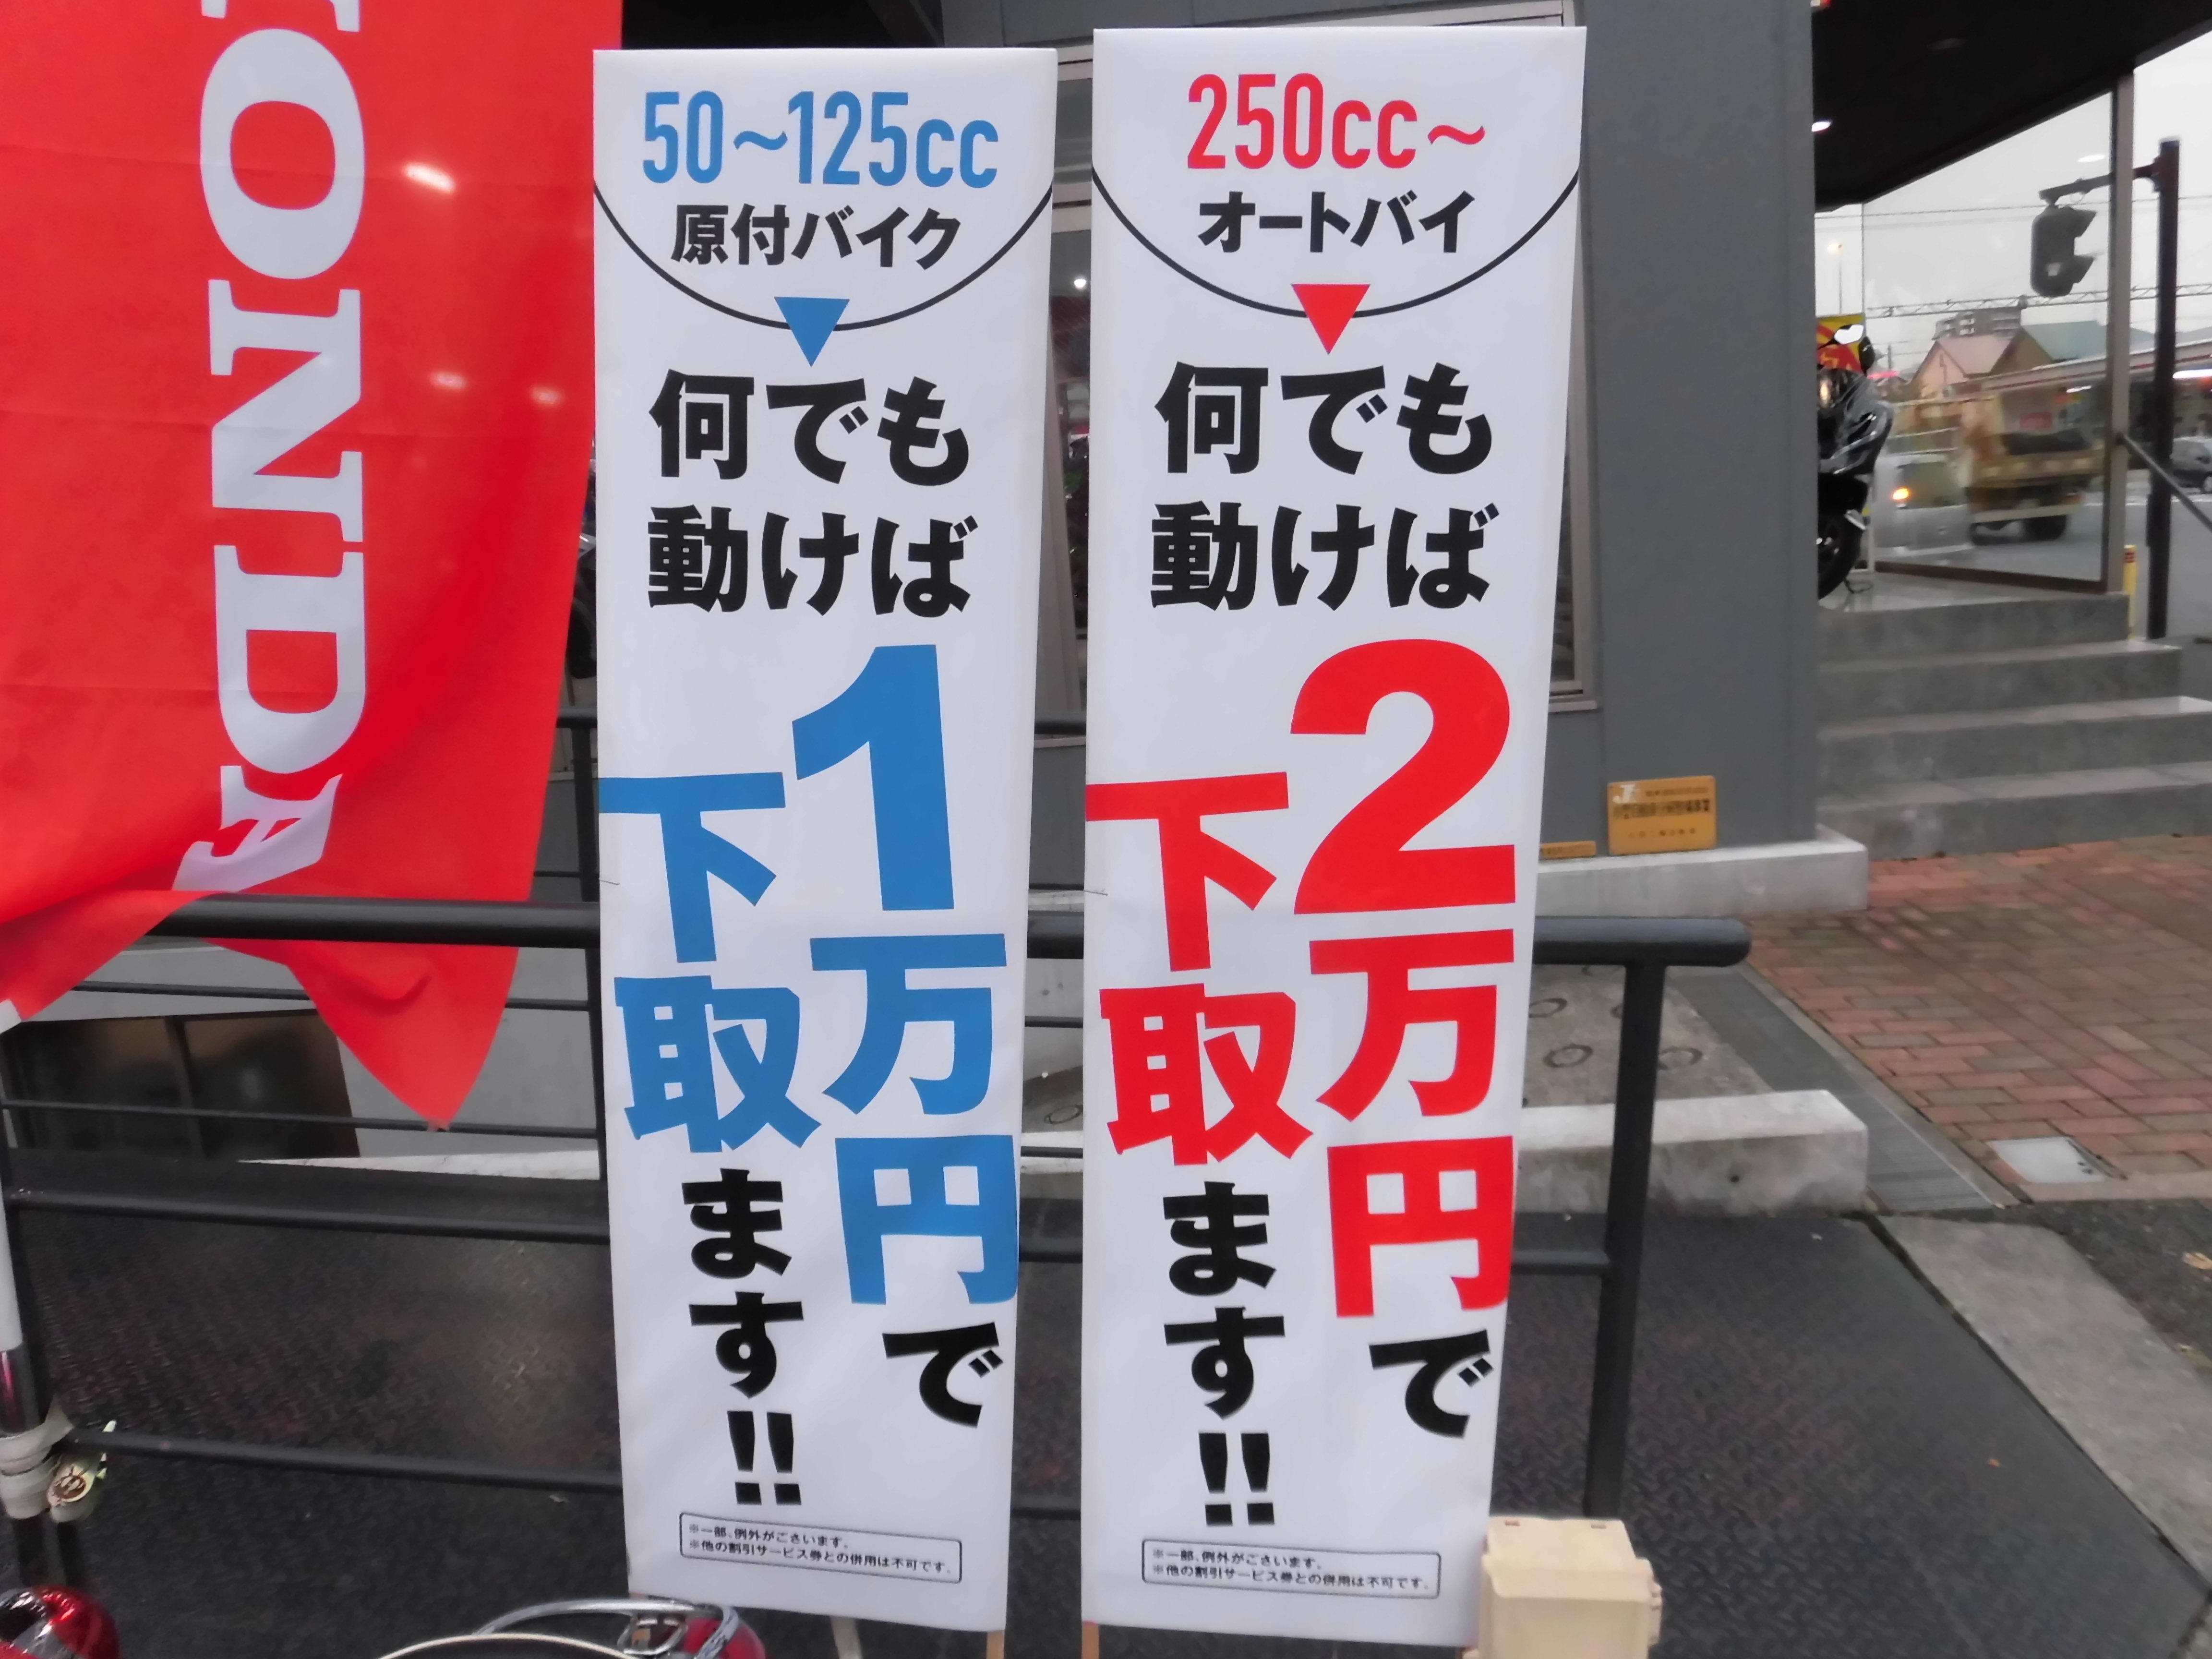 HONDA
50～125cc
原付バイク
何でも
動けば
1万円で
下取ます!!
※一部、例外がございます。
※他の割引サービス券との併用は不可です。
250cc～
オートバイ
何でも
動けば
2万円で
下取ます!!
※一部、例外がございます。
※他の割引サービス券との併用は不可です。